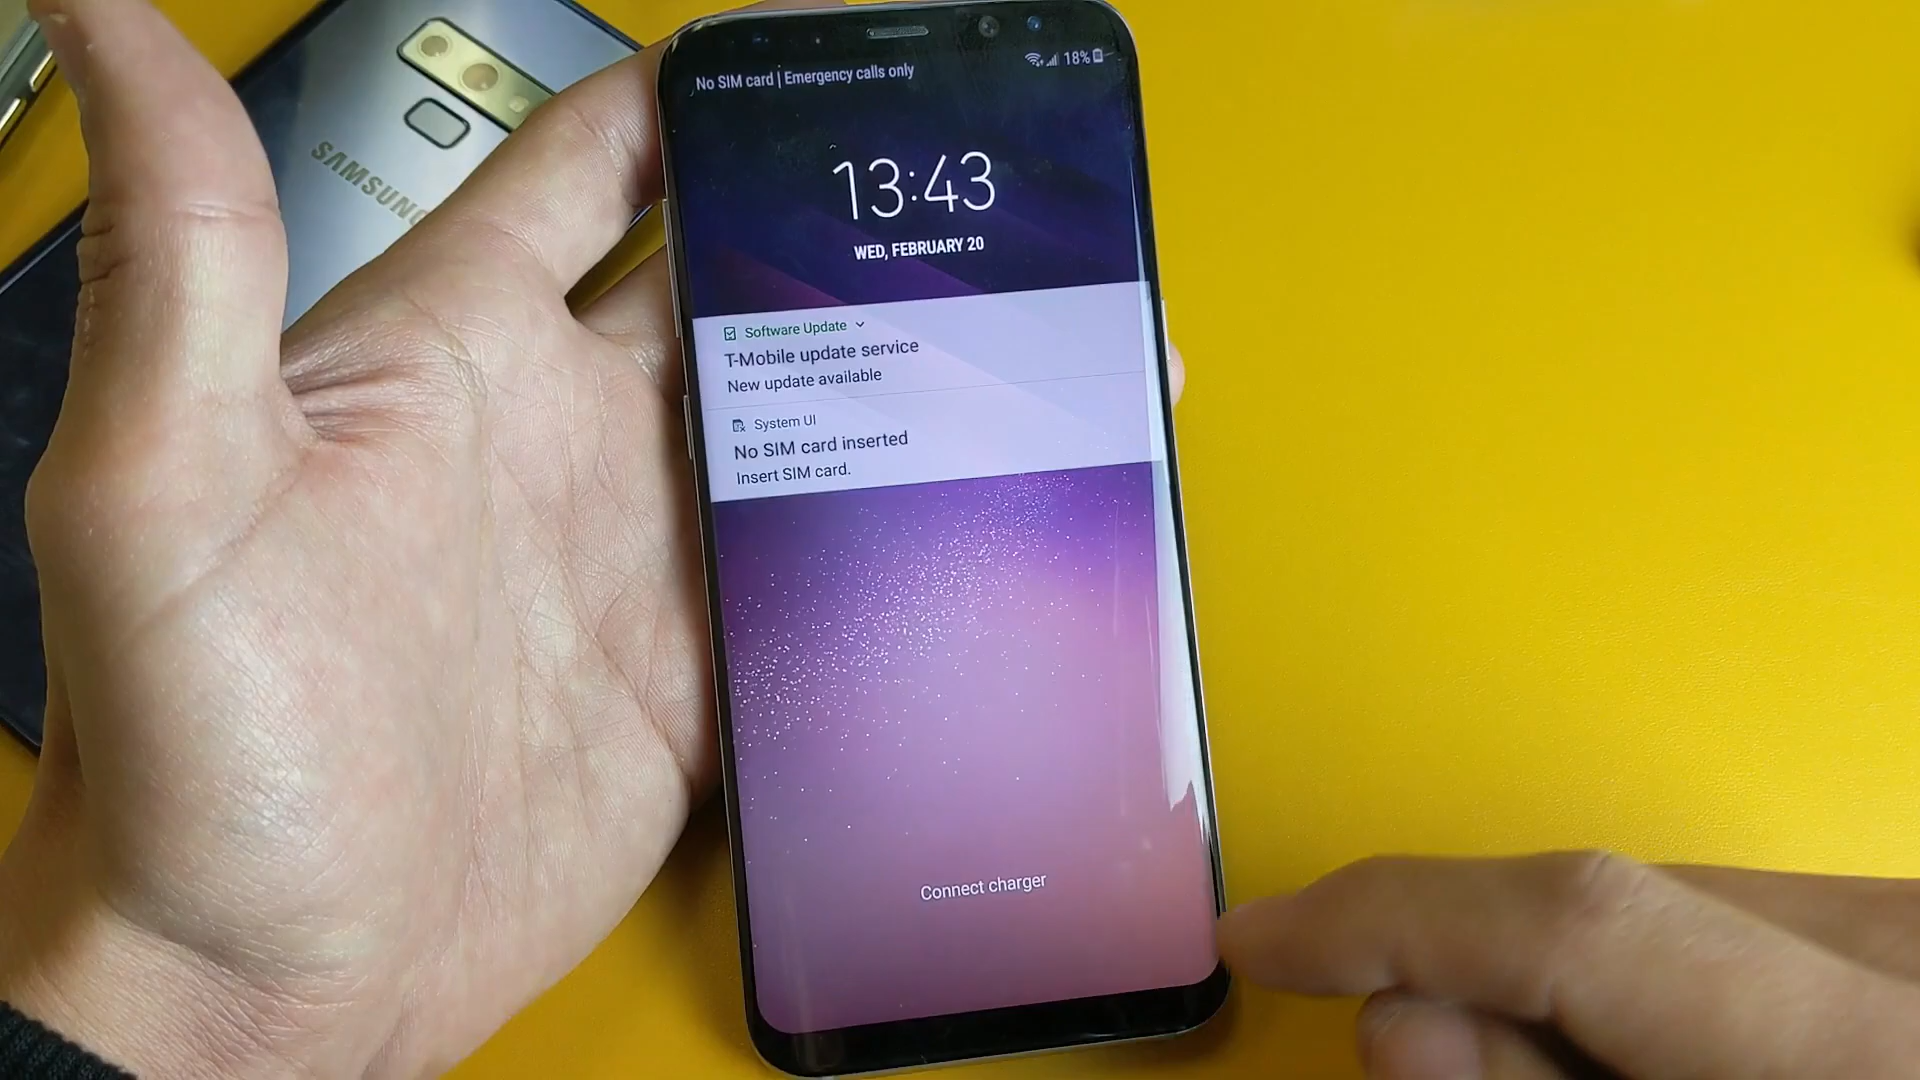 SAMSUNG
No SIM card | Emergency calls only
18%
13:43
WED, FEBRUARY 20
Software Update
T-Mobile update service
New update available
System UI
No SIM card inserted
Insert SIM card.
Connect charger